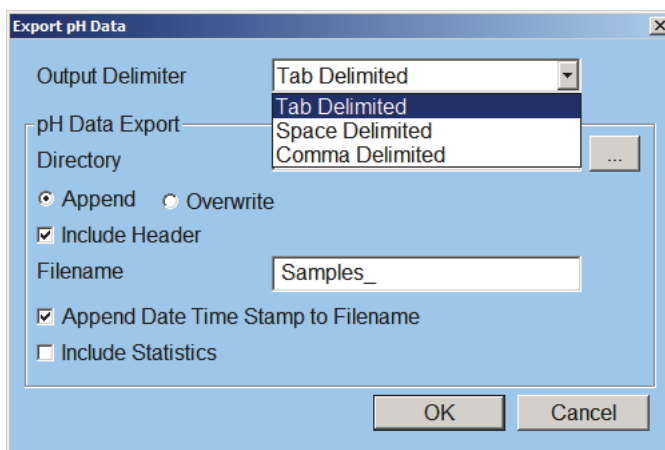 Export pH Data
Output Delimiter Tab Delimited
Tab Delimited
Space Delimited
Comma Delimited
pH Data Export
Directory ...
Append Overwrite
Include Header
Filename Samples_
Append Date Time Stamp to Filename
Include Statistics
OK Cancel